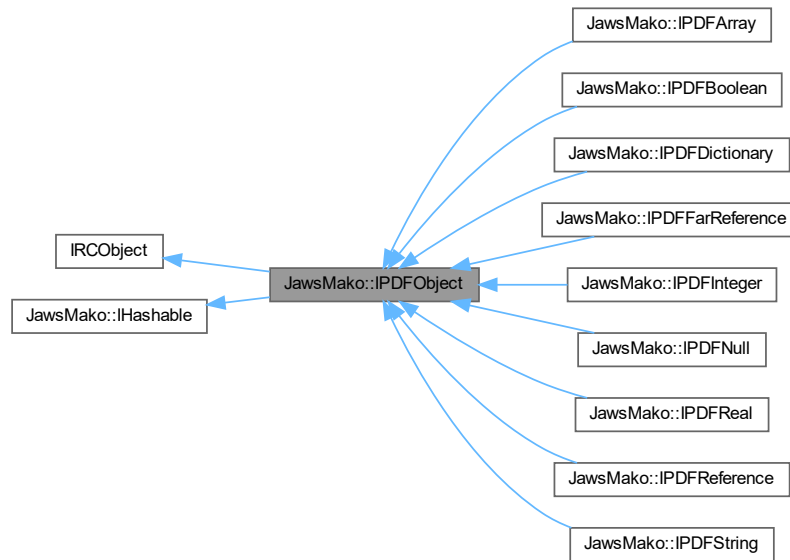 IRCObject
JawsMako::IHashable
JawsMako::IPDFObject
JawsMako::IPDFArray
JawsMako::IPDFBoolean
JawsMako::IPDFDictionary
JawsMako::IPDFFarReference
JawsMako::IPDFInteger
JawsMako::IPDFNull
JawsMako::IPDFReal
JawsMako::IPDFReference
JawsMako::IPDFString